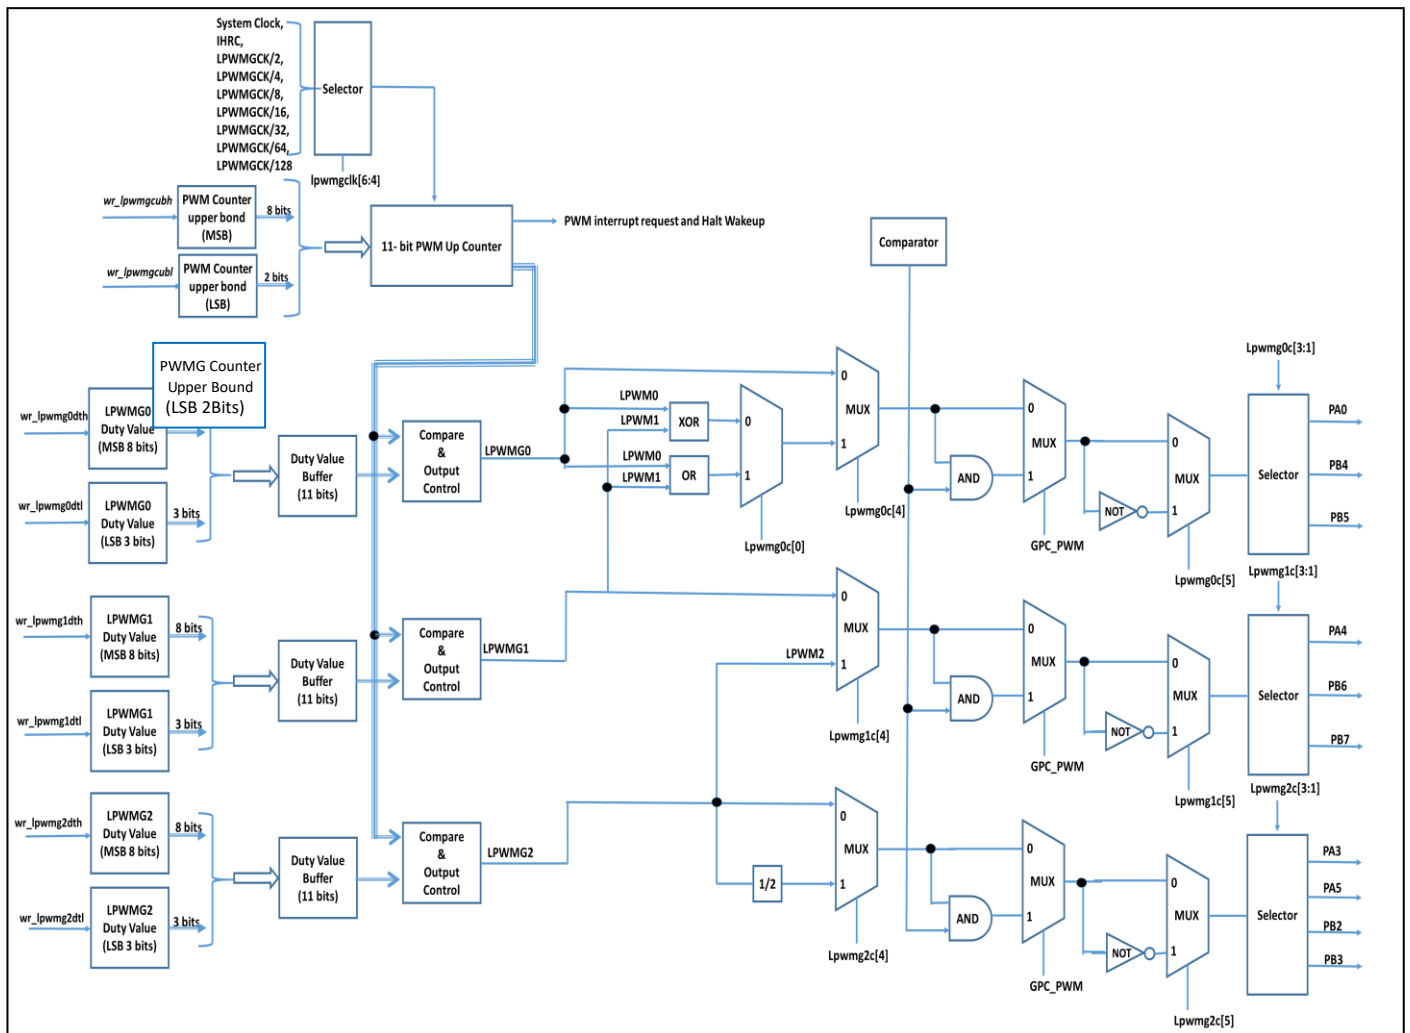 System Clock,
IHRC,
LPWMGCK/2,
LPWMGCK/4,
LPWMGCK/8,
LPWMGCK/16,
LPWMGCK/32,
LPWMGCK/64,
LPWMGCK/128
Selector
lpwmgclk[6:4]
wr_lpwmgcubh
PWM Counter
upper bond
(MSB)
8 bits
wr_lpwmgcubl
PWM Counter
upper bond
(LSB)
2 bits
11- bit PWM Up Counter
PWM interrupt request and Halt Wakeup
Comparator
PWMG Counter
Upper Bound
(LSB 2Bits)
wr_lpwmg0dth
LPWMG0
Duty Value
(MSB 8 bits)
wr_lpwmg0dtl
LPWMG0
Duty Value
(LSB 3 bits)
3 bits
Duty Value
Buffer
(11 bits)
Compare
&
Output
Control
LPWMG0
LPWM0
LPWM1
XOR
LPWM0
LPWM1
OR
0
1
Lpwmg0c[0]
0
MUX
1
Lpwmg0c[4]
AND
0
MUX
1
GPC_PWM
NOT
0
MUX
1
Lpwmg0c[5]
Lpwmg0c[3:1]
Selector
PA0
PB4
PB5
wr_lpwmg1dth
LPWMG1
Duty Value
(MSB 8 bits)
8 bits
wr_lpwmg1dtl
LPWMG1
Duty Value
(LSB 3 bits)
3 bits
Duty Value
Buffer
(11 bits)
Compare
&
Output
Control
LPWMG1
LPWM2
0
MUX
1
Lpwmg1c[4]
AND
0
MUX
1
GPC_PWM
NOT
0
MUX
1
Lpwmg1c[5]
Lpwmg1c[3:1]
Selector
PA4
PB6
PB7
wr_lpwmg2dth
LPWMG2
Duty Value
(MSB 8 bits)
8 bits
wr_lpwmg2dtl
LPWMG2
Duty Value
(LSB 3 bits)
3 bits
Duty Value
Buffer
(11 bits)
Compare
&
Output
Control
LPWMG2
1/2
0
MUX
1
Lpwmg2c[4]
AND
0
MUX
1
GPC_PWM
NOT
0
MUX
1
Lpwmg2c[5]
Lpwmg2c[3:1]
Selector
PA3
PA5
PB2
PB3